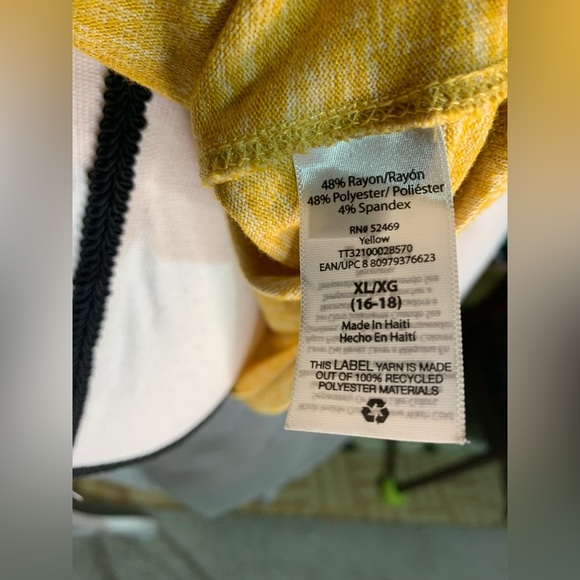 48% Rayon/Rayón
48% Polyester/ Poliéster
4% Spandex
RN# 52469
Yellow
TT32100028570
EAN/UPC 8 80979376623
XL/XG
(16-18)
Made In Haiti
Hecho En Haití
THIS LABEL YARN IS MADE
OUT OF 100% RECYCLED
POLYESTER MATERIALS